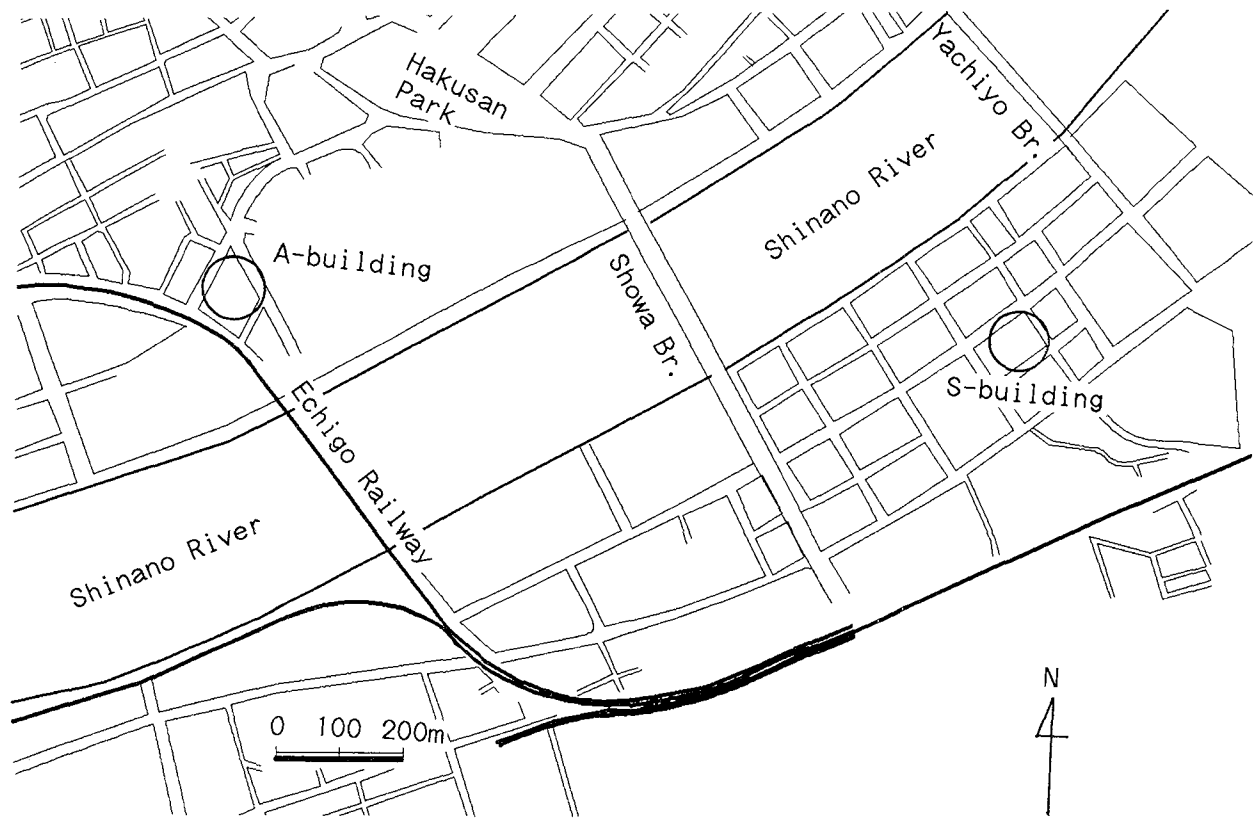 Hakusan
Park
Yachiyo Br.
Shinano River
A-building
Showa Br.
S-building
Echigo Railway
Shinano River
N
0 100 200m